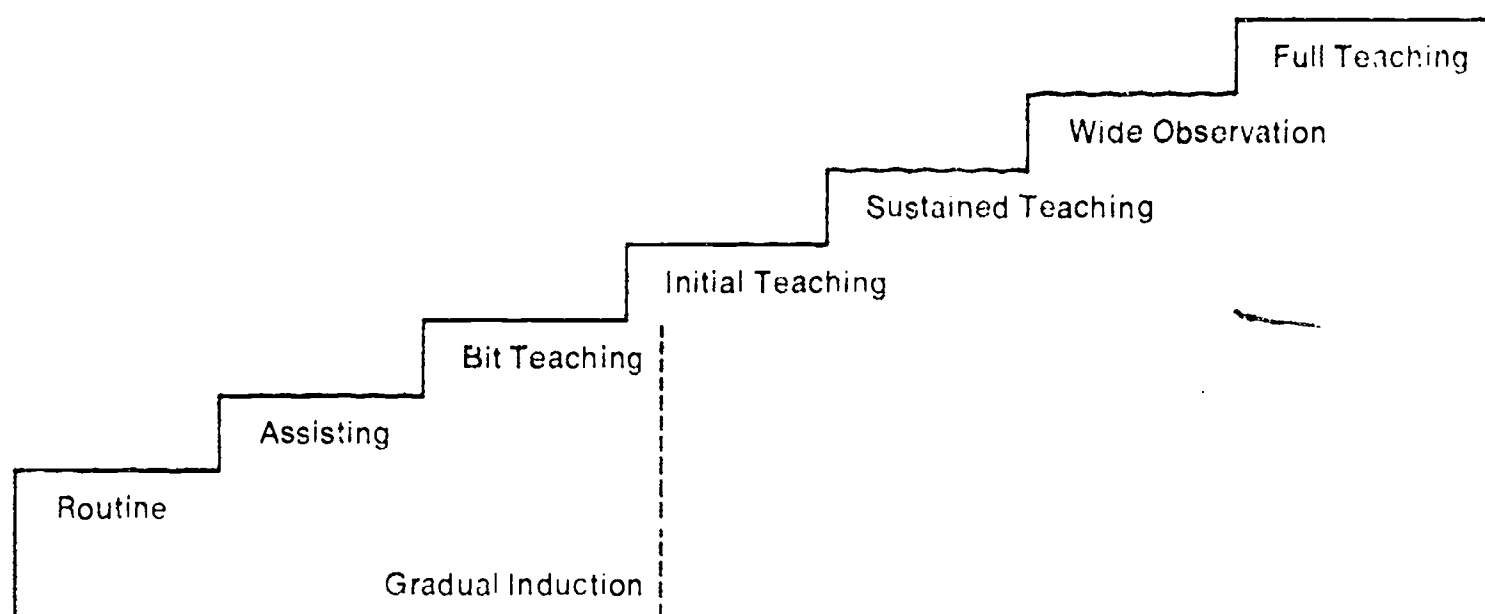 Full Teaching
Wide Observation
Sustained Teaching
Initial Teaching
Bit Teaching
Assisting
Routine
Gradual Induction